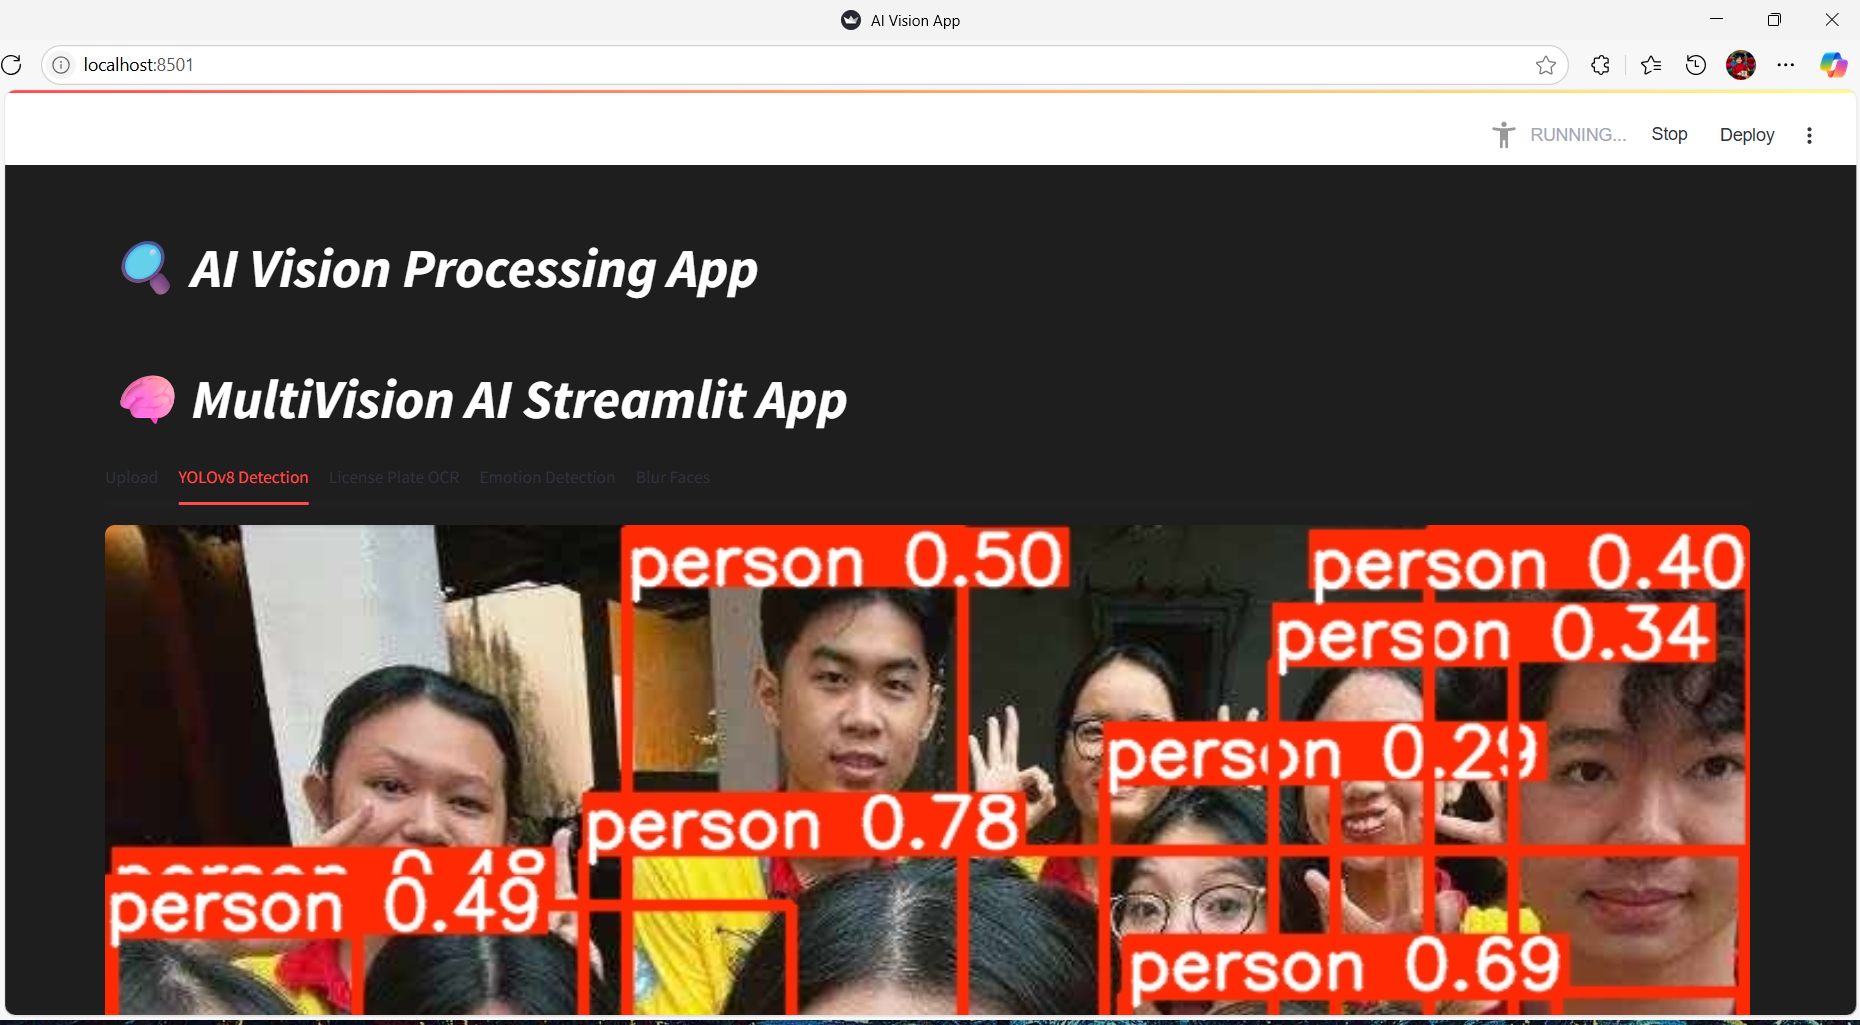 AI Vision App
localhost:8501
RUNNING... Stop Deploy
AI Vision Processing App
MultiVision AI Streamlit App
Upload YOLOv8 Detection License Plate OCR Emotion Detection Blur Faces
person 0.50
person 0.40
person 0.34
person 0.29
person 0.78
person 0.48
person 0.49
person 0.69